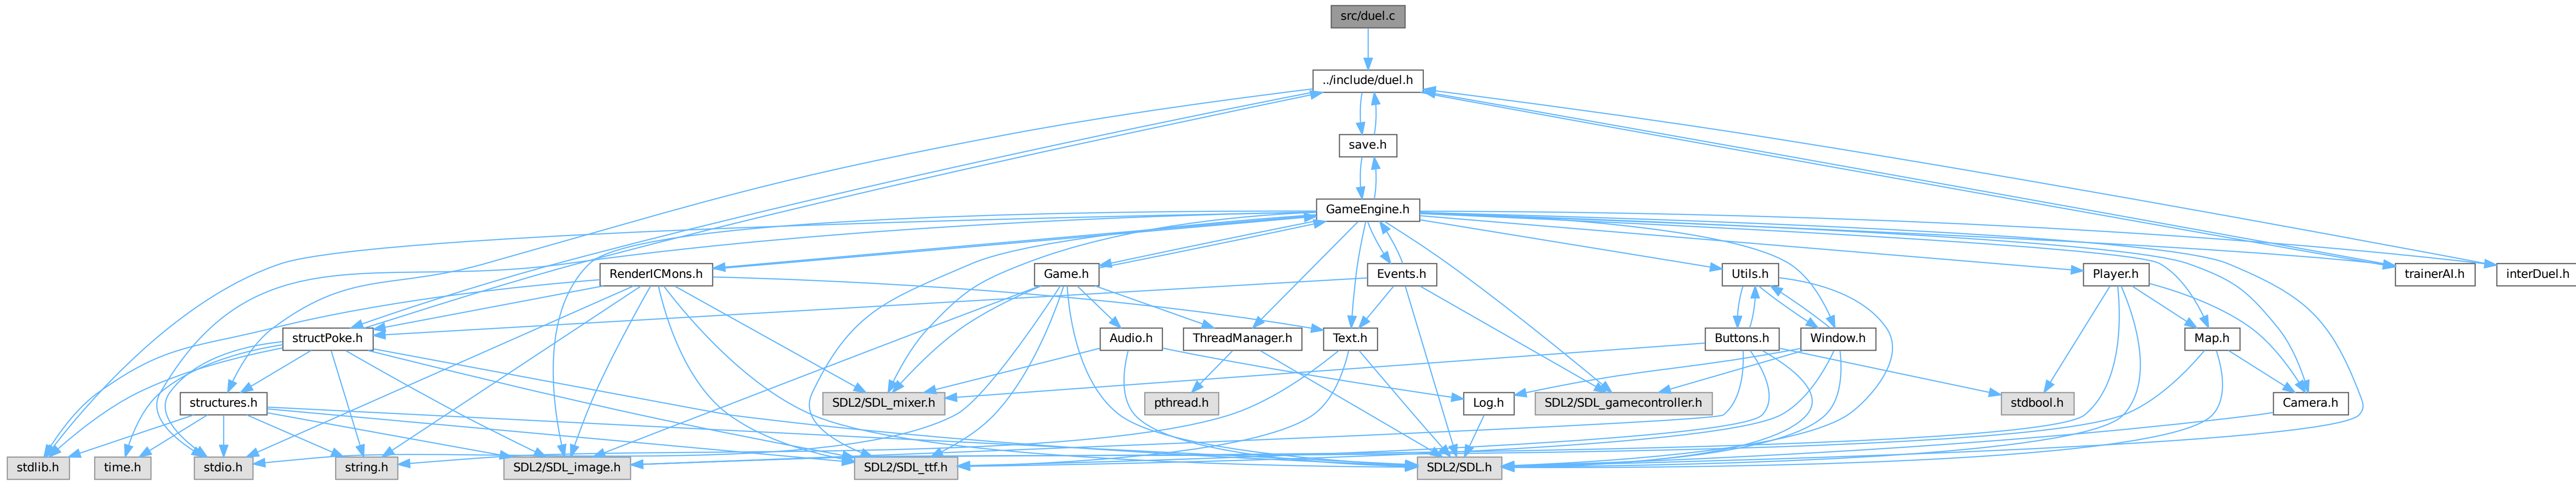 src/duel.c
../include/duel.h
save.h
GameEngine.h
RenderICMons.h
Game.h
Events.h
Utils.h
Player.h
trainerAI.h
interDuel.h
structPoke.h
Audio.h
ThreadManager.h
Text.h
Buttons.h
Window.h
Map.h
structures.h
SDL2/SDL_mixer.h
pthread.h
Log.h
SDL2/SDL_gamecontroller.h
stdbool.h
Camera.h
stdlib.h
time.h
stdio.h
string.h
SDL2/SDL_image.h
SDL2/SDL_ttf.h
SDL2/SDL.h